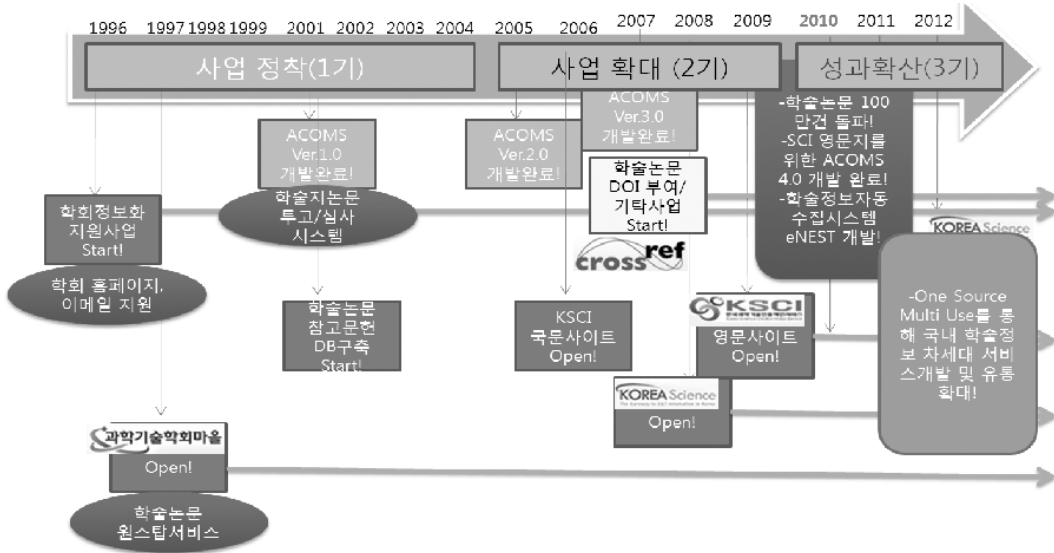 1996 1997 1998 1999 2001 2002 2003 2004 2005 2006 2007 2008 2009 2010 2011 2012
사업 정착(1기)
사업 확대 (2기)
성과확산(3기)
학회정보화
지원사업
Start!
학회 홈페이지,
이메일 지원
과학기술학회마을
Open!
학술논문
원스탑서비스
ACOMS
Ver.1.0
개발완료!
학술지논문
투고/심사
시스템
학술논문
참고문헌
DB구축
Start!
ACOMS
Ver.2.0
개발완료!
KSCI
국문사이트
Open!
ACOMS
Ver.3.0
개발완료!
학술논문
DOI 부여/
기탁사업
Start!
cross ref
KOREA Science
Open!
KSCI
영문사이트
Open!
-학술논문 100
만건 돌파!
-SCI 영문지를
위한 ACOMS
4.0 개발 완료!
-학술정보자동
수집시스템
eNEST 개발!
KOREA Science
-One Source
Multi Use를 통
해 국내 학술정
보 차세대 서비
스개발 및 유통
확대!